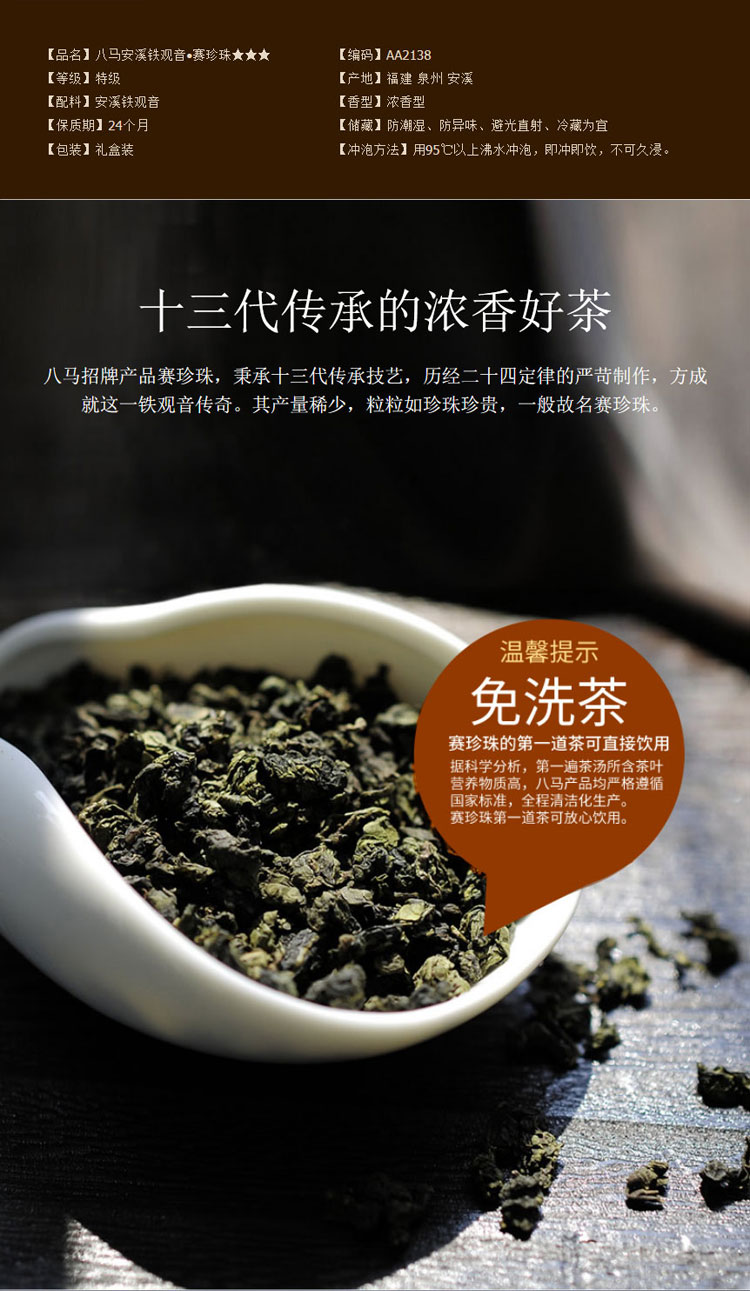 【品名】八马安溪铁观音•赛珍珠★★★
【编码】AA2138
【等级】特级
【产地】福建 泉州 安溪
【配料】安溪铁观音
【香型】浓香型
【保质期】24个月
【储藏】防潮湿、防异味、避光直射、冷藏为宜
【包装】礼盒装
【冲泡方法】用95℃以上沸水冲泡，即冲即饮，不可久浸。
十三代传承的浓香好茶
八马招牌产品赛珍珠，秉承十三代传承技艺，历经二十四定律的严苛制作，方成
就这一铁观音传奇。其产量稀少，粒粒如珍珠珍贵，一般故名赛珍珠。
温馨提示
免洗茶
赛珍珠的第一道茶可直接饮用
据科学分析，第一遍茶汤所含茶叶
营养物质高，八马产品均严格遵循
国家标准，全程清洁化生产。
赛珍珠第一道茶可放心饮用。